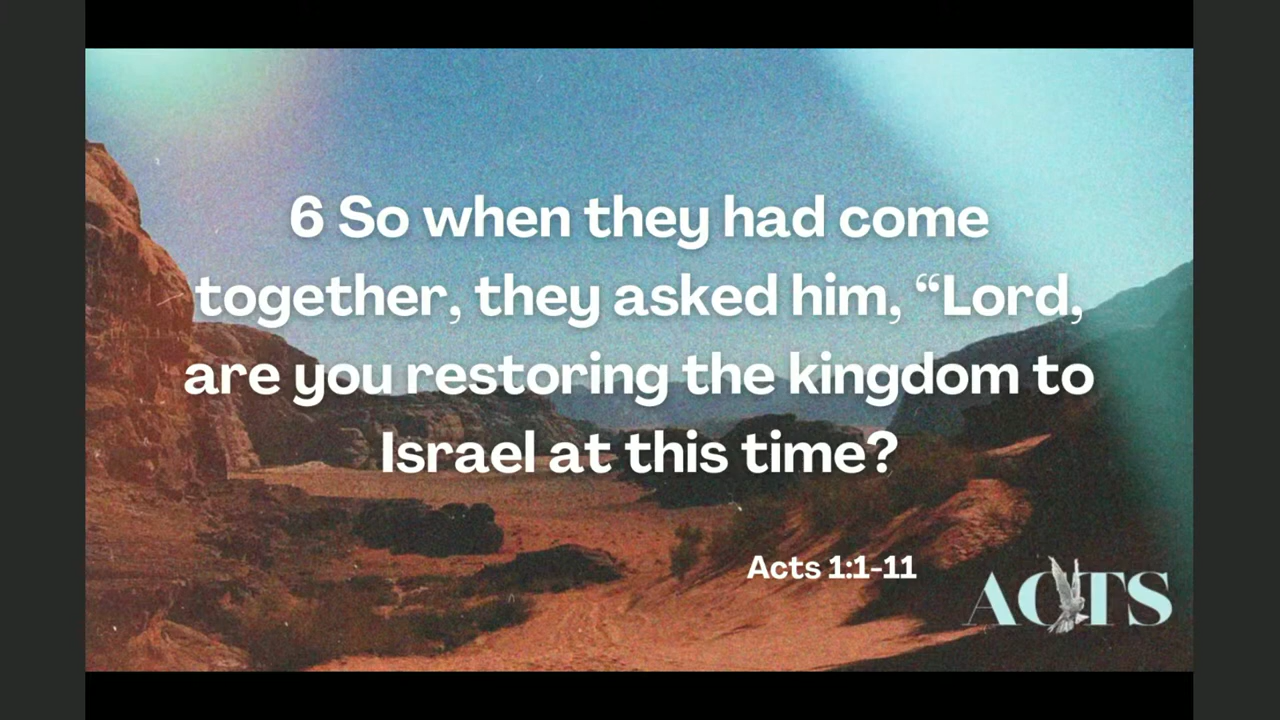 6 So when they had come
together, they asked him, “Lord,
are you restoring the kingdom to
Israel at this time?
Acts 1:1-11
ACTS